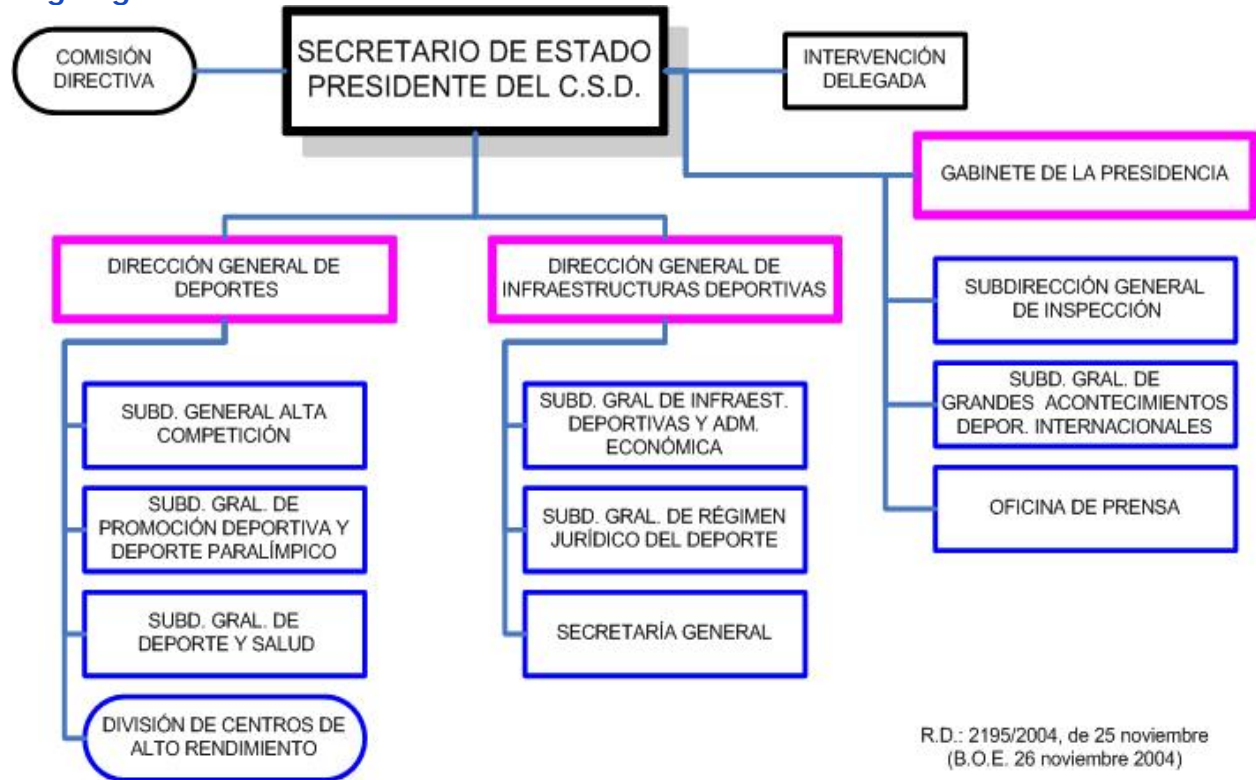 COMISIÓN
DIRECTIVA
SECRETARIO DE ESTADO
PRESIDENTE DEL C.S.D.
INTERVENCIÓN
DELEGADA
GABINETE DE LA PRESIDENCIA
DIRECCIÓN GENERAL DE
DEPORTES
DIRECCIÓN GENERAL DE
INFRAESTRUCTURAS DEPORTIVAS
SUBDIRECCIÓN GENERAL
DE INSPECCIÓN
SUBD. GRAL. DE
GRANDES ACONTECIMIENTOS
DEPOR. INTERNACIONALES
OFICINA DE PRENSA
SUBD. GENERAL ALTA
COMPETICIÓN
SUBD. GRAL. DE
PROMOCIÓN DEPORTIVA Y
DEPORTE PARALÍMPICO
SUBD. GRAL. DE
DEPORTE Y SALUD
DIVISIÓN DE CENTROS DE
ALTO RENDIMIENTO
SUBD. GRAL DE INFRAEST.
DEPORTIVAS Y ADM.
ECONÓMICA
SUBD. GRAL. DE RÉGIMEN
JURÍDICO DEL DEPORTE
SECRETARÍA GENERAL
R.D.: 2195/2004, de 25 noviembre
(B.O.E. 26 noviembre 2004)